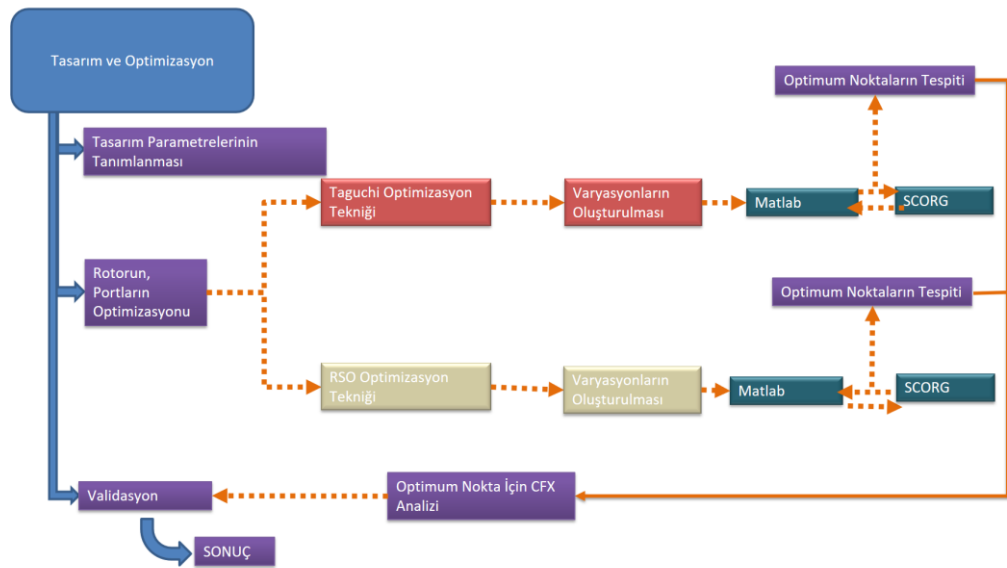 Tasarım ve Optimizasyon
Optimum Noktaların Tespiti
Tasarım Parametrelerinin
Tanımlanması
Taguchi Optimizasyon
Tekniği
Varyasyonların
Oluşturulması
Matlab
SCORG
Rotorun,
Portların
Optimizasyonu
Optimum Noktaların Tespiti
RSO Optimizasyon
Tekniği
Varyasyonların
Oluşturulması
Matlab
SCORG
Validasyon
Optimum Nokta İçin CFX
Analizi
SONUÇ